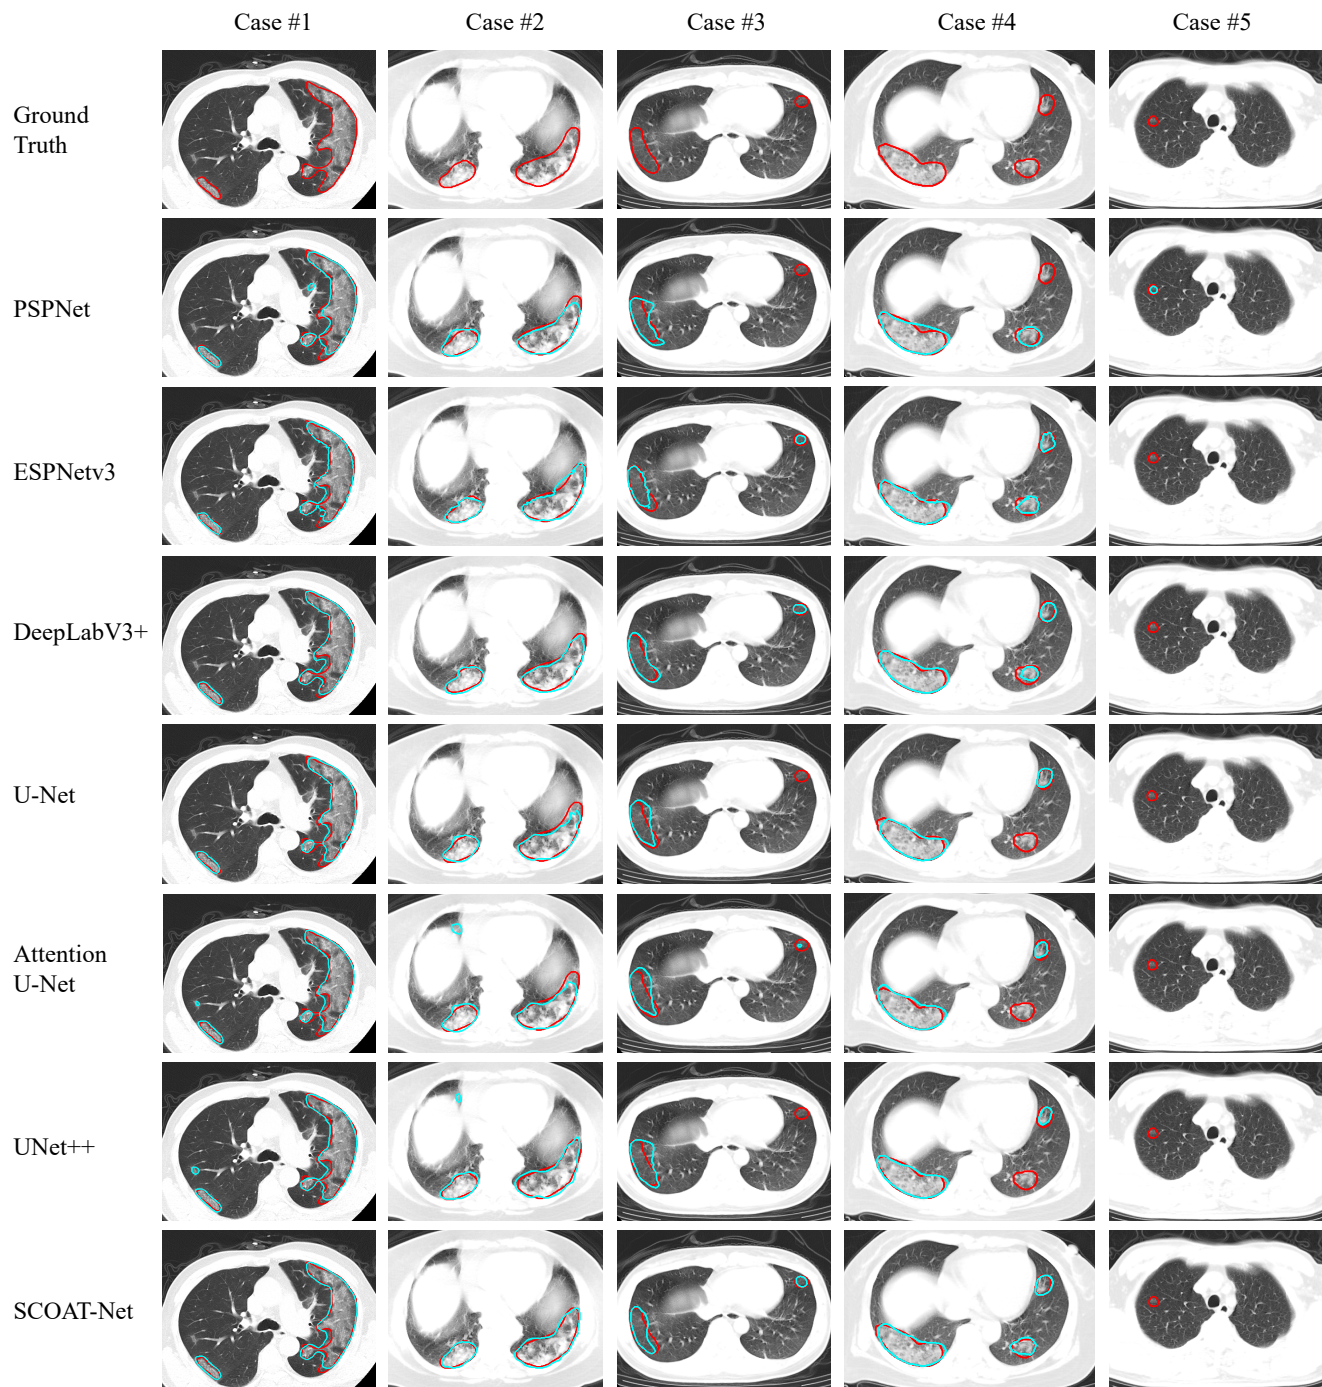 Case #1 Case #2 Case #3 Case #4 Case #5
Ground
Truth
PSPNet
ESPNetv3
DeepLabV3+
U-Net
Attention
U-Net
UNet++
SCOAT-Net